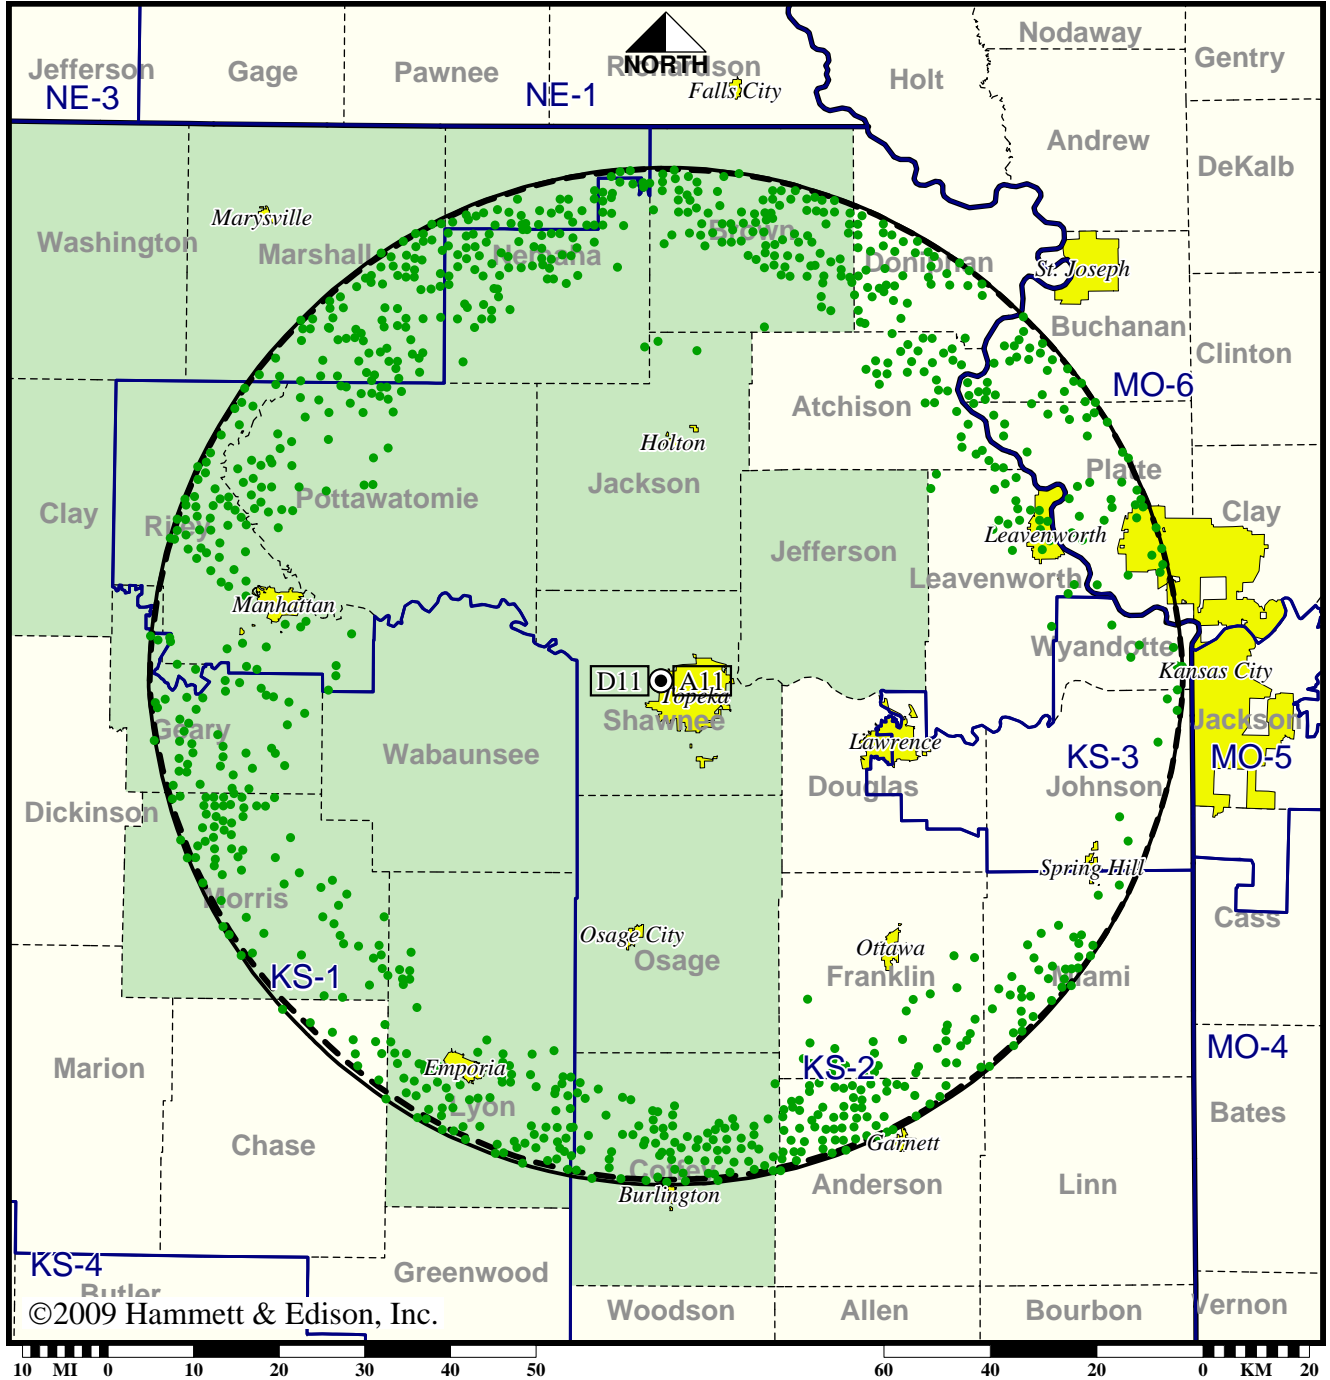 Nodaway
Jefferson
Gage
Pawnee
Richardson
NORTH
Gentry
NE-3
NE-1
Falls City
Holt
Andrew
DeKalb
Marysville
Washington
Marshall
Nemaha
Brown
Doniphan
St. Joseph
Buchanan
Clinton
MO-6
Atchison
Holton
Jackson
Platte
Pottawatomie
Clay
Riley
Clay
Leavenworth
Jefferson
Leavenworth
Manhattan
Wyandotte
Kansas City
D11
A11
Topeka
Shawnee
Geary
Wabaunsee
Lawrence
Jackson
KS-3
MO-5
Dickinson
Douglas
Johnson
Spring Hill
Morris
Cass
Osage City
Osage
Ottawa
Franklin
Miami
KS-1
Marion
Emporia
KS-2
MO-4
Lyon
Bates
Chase
Garnett
Coffey
Burlington
Anderson
Linn
KS-4
Butler
Greenwood
©2009 Hammett & Edison, Inc.
Woodson
Allen
Bourbon
Vernon
10 MI 0 10 20 30 40 50 60 40 20 0 KM 20